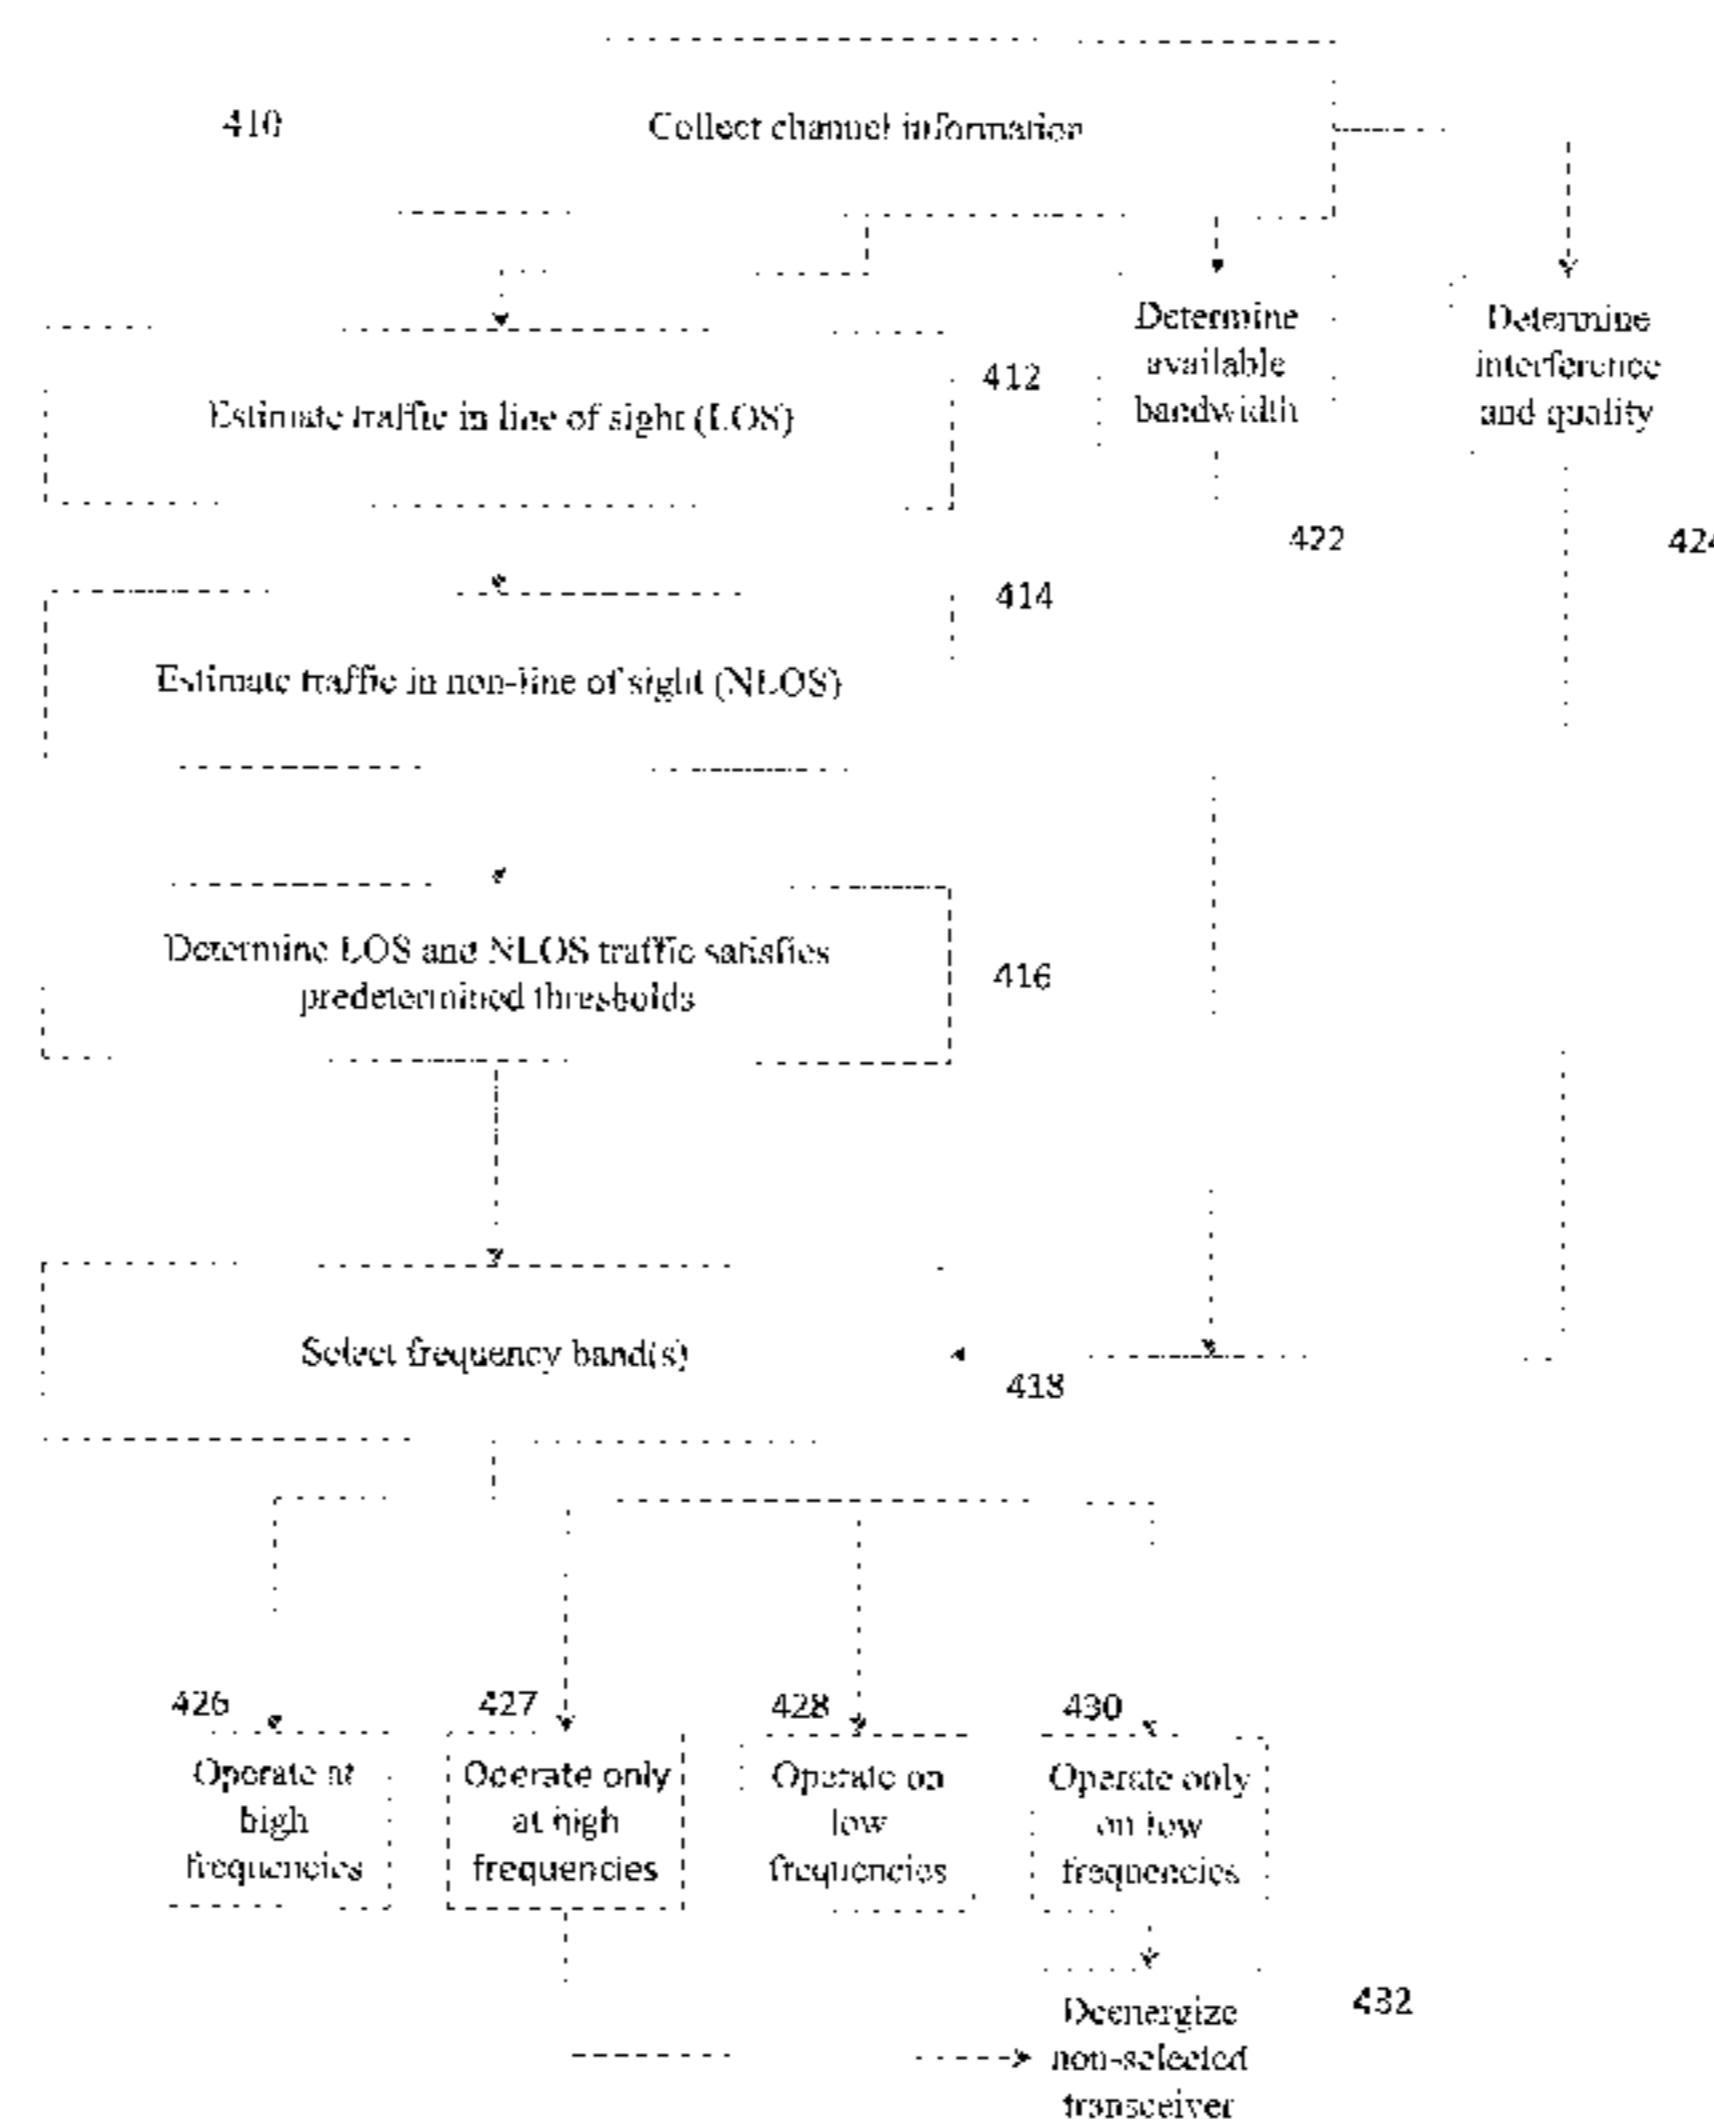 410
Collect channel information
412
Estimate traffic in line of sight (LOS)
Determine
available
bandwidth
Determine
interference
and quality
422
424
414
Estimate traffic in non-line of sight (NLOS)
Determine LOS and NLOS traffic satisfies
predetermined thresholds
416
Select frequency band(s)
418
426
427
428
430
Operate at
high
frequencies
Operate only
at high
frequencies
Operate on
low
frequencies
Operate only
on low
frequencies
432
Deenergize
non-selected
transceiver